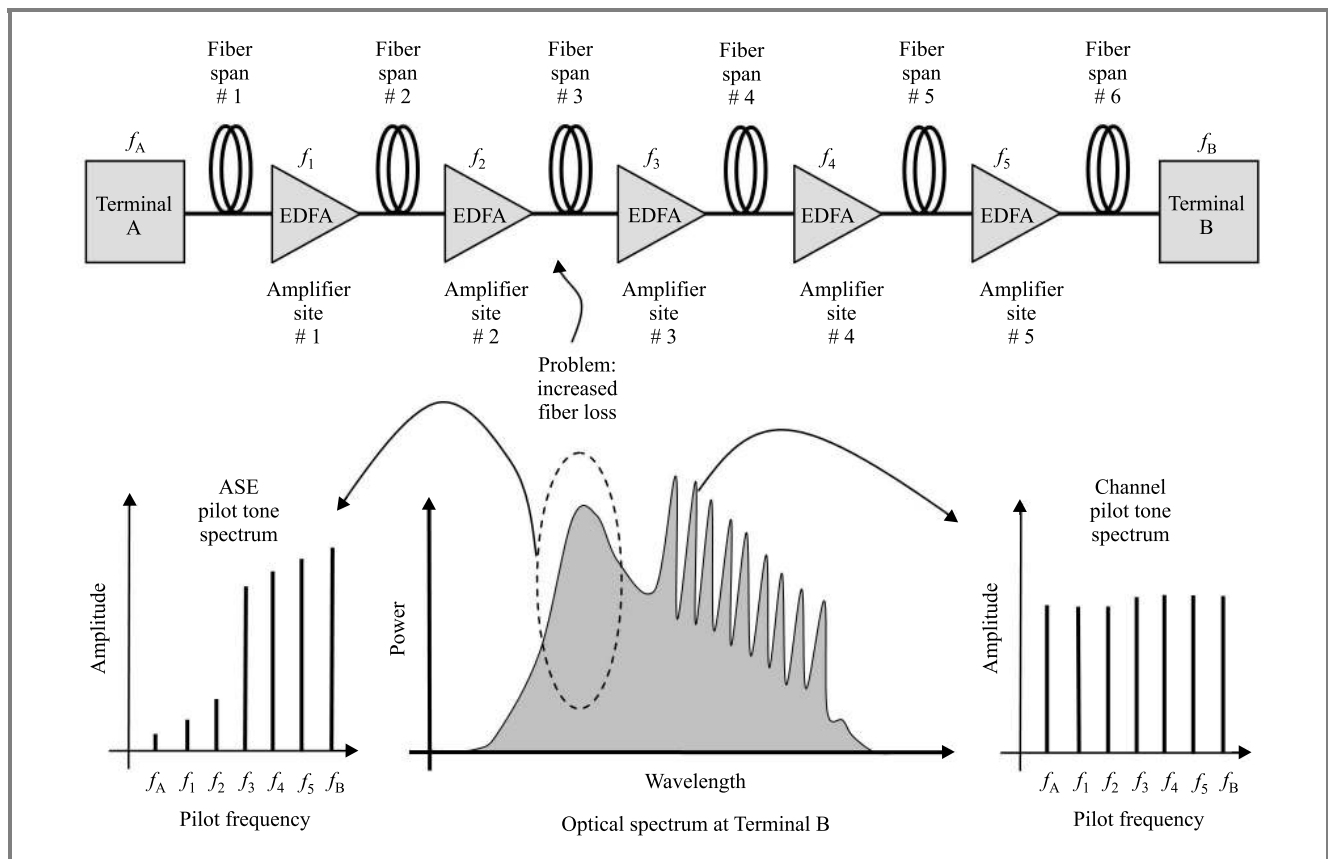 Fiber
span
# 1
Fiber
span
# 2
Fiber
span
# 3
Fiber
span
# 4
Fiber
span
# 5
Fiber
span
# 6
fA
f1
f2
f3
f4
f5
fB
Terminal
A
EDFA
EDFA
EDFA
EDFA
EDFA
Terminal
B
Amplifier
site
# 1
Amplifier
site
# 2
Amplifier
site
# 3
Amplifier
site
# 4
Amplifier
site
# 5
Problem:
increased
fiber loss
ASE
pilot tone
spectrum
Amplitude
fA f1 f2 f3 f4 f5 fB
Pilot frequency
Power
Wavelength
Optical spectrum at Terminal B
Channel
pilot tone
spectrum
Amplitude
fA f1 f2 f3 f4 f5 fB
Pilot frequency